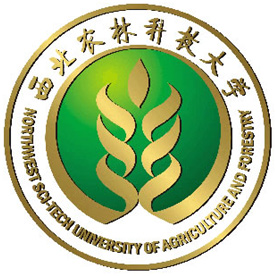 西北农林科技大学
NORTHWEST SCI-TECH UNIVERSITY OF AGRICULTURE AND FORESTRY